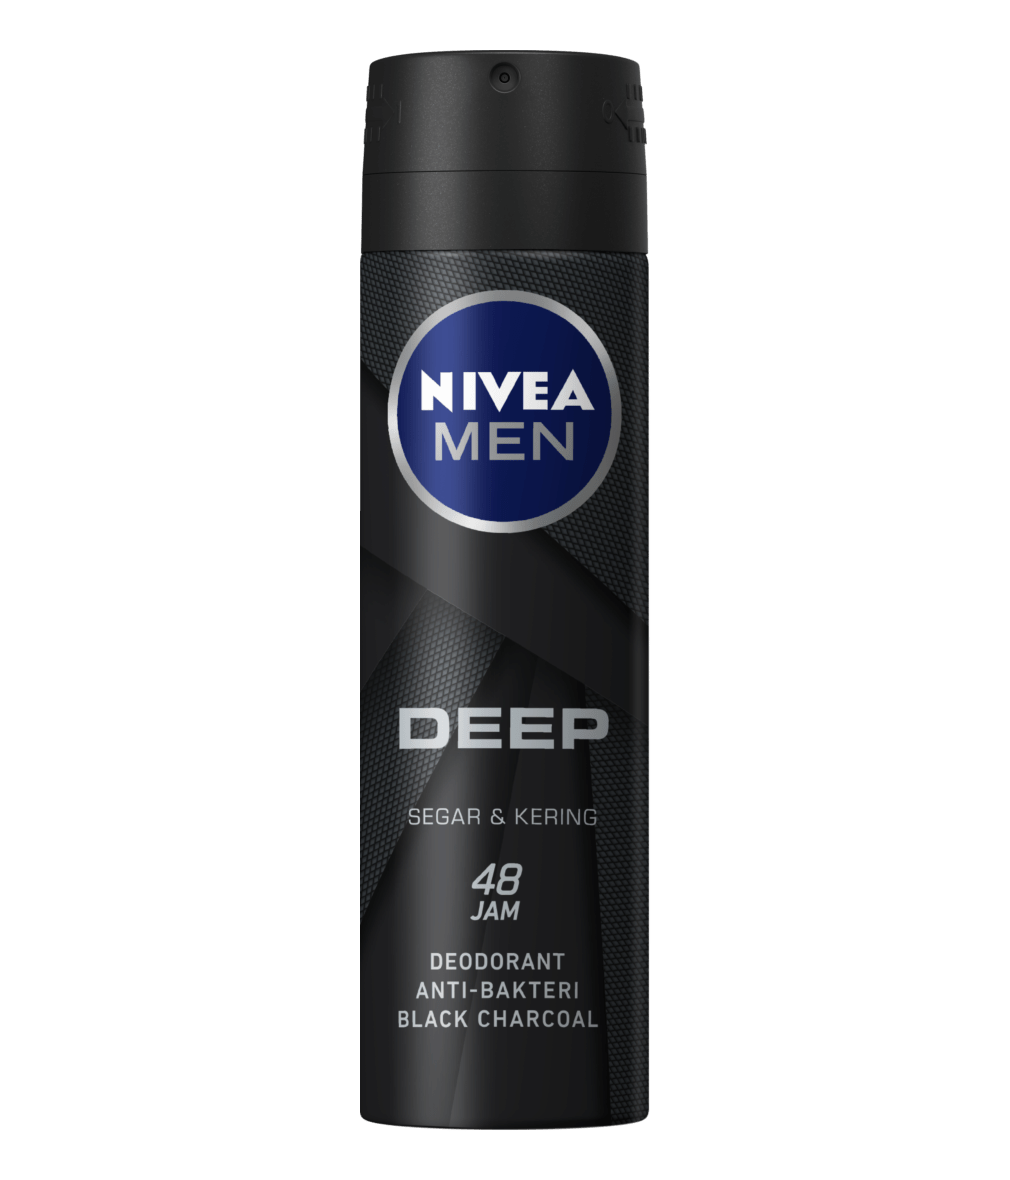 NIVEA
MEN
DEEP
SEGAR & KERING
48
JAM
DEODORANT
ANTI-BAKTERI
BLACK CHARCOAL